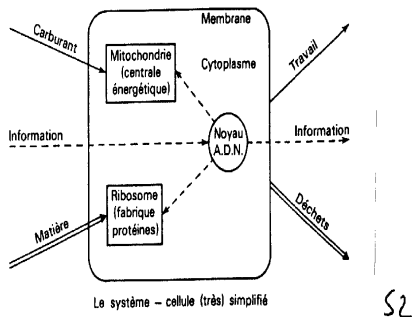 Membrane
Carburant
Mitochondrie
(centrale
énergétique)
Cytoplasme
Travail
Information
Noyau
A.D.N.
Information
Ribosome
(fabrique
protéines)
Matière
Déchets
Le système – cellule (très) simplifié
52